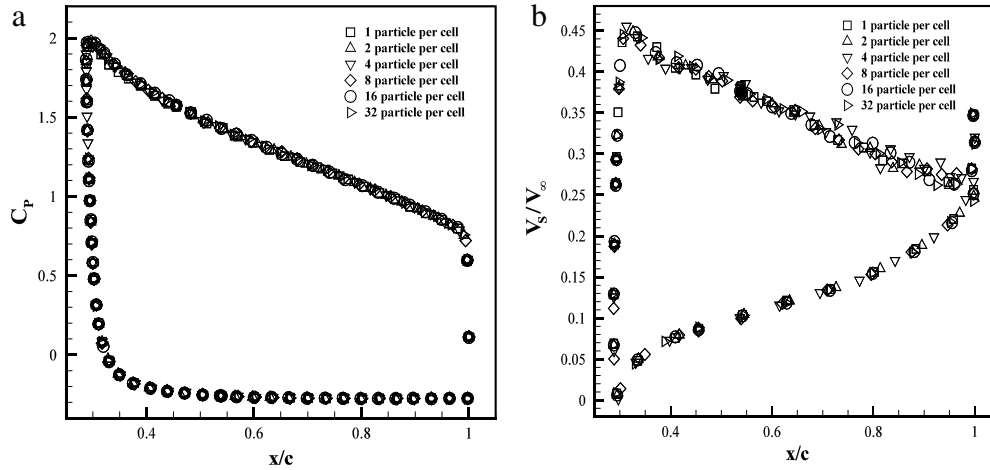 a
1 particle per cell
2 particle per cell
4 particle per cell
8 particle per cell
16 particle per cell
32 particle per cell
2
1.5
1
0.5
0
C_P
0.4
0.6
0.8
1
x/c
b
1 particle per cell
2 particle per cell
4 particle per cell
8 particle per cell
16 particle per cell
32 particle per cell
0.45
0.4
0.35
0.3
0.25
0.2
0.15
0.1
0.05
0
V_S/V_∞
0.4
0.6
0.8
1
x/c